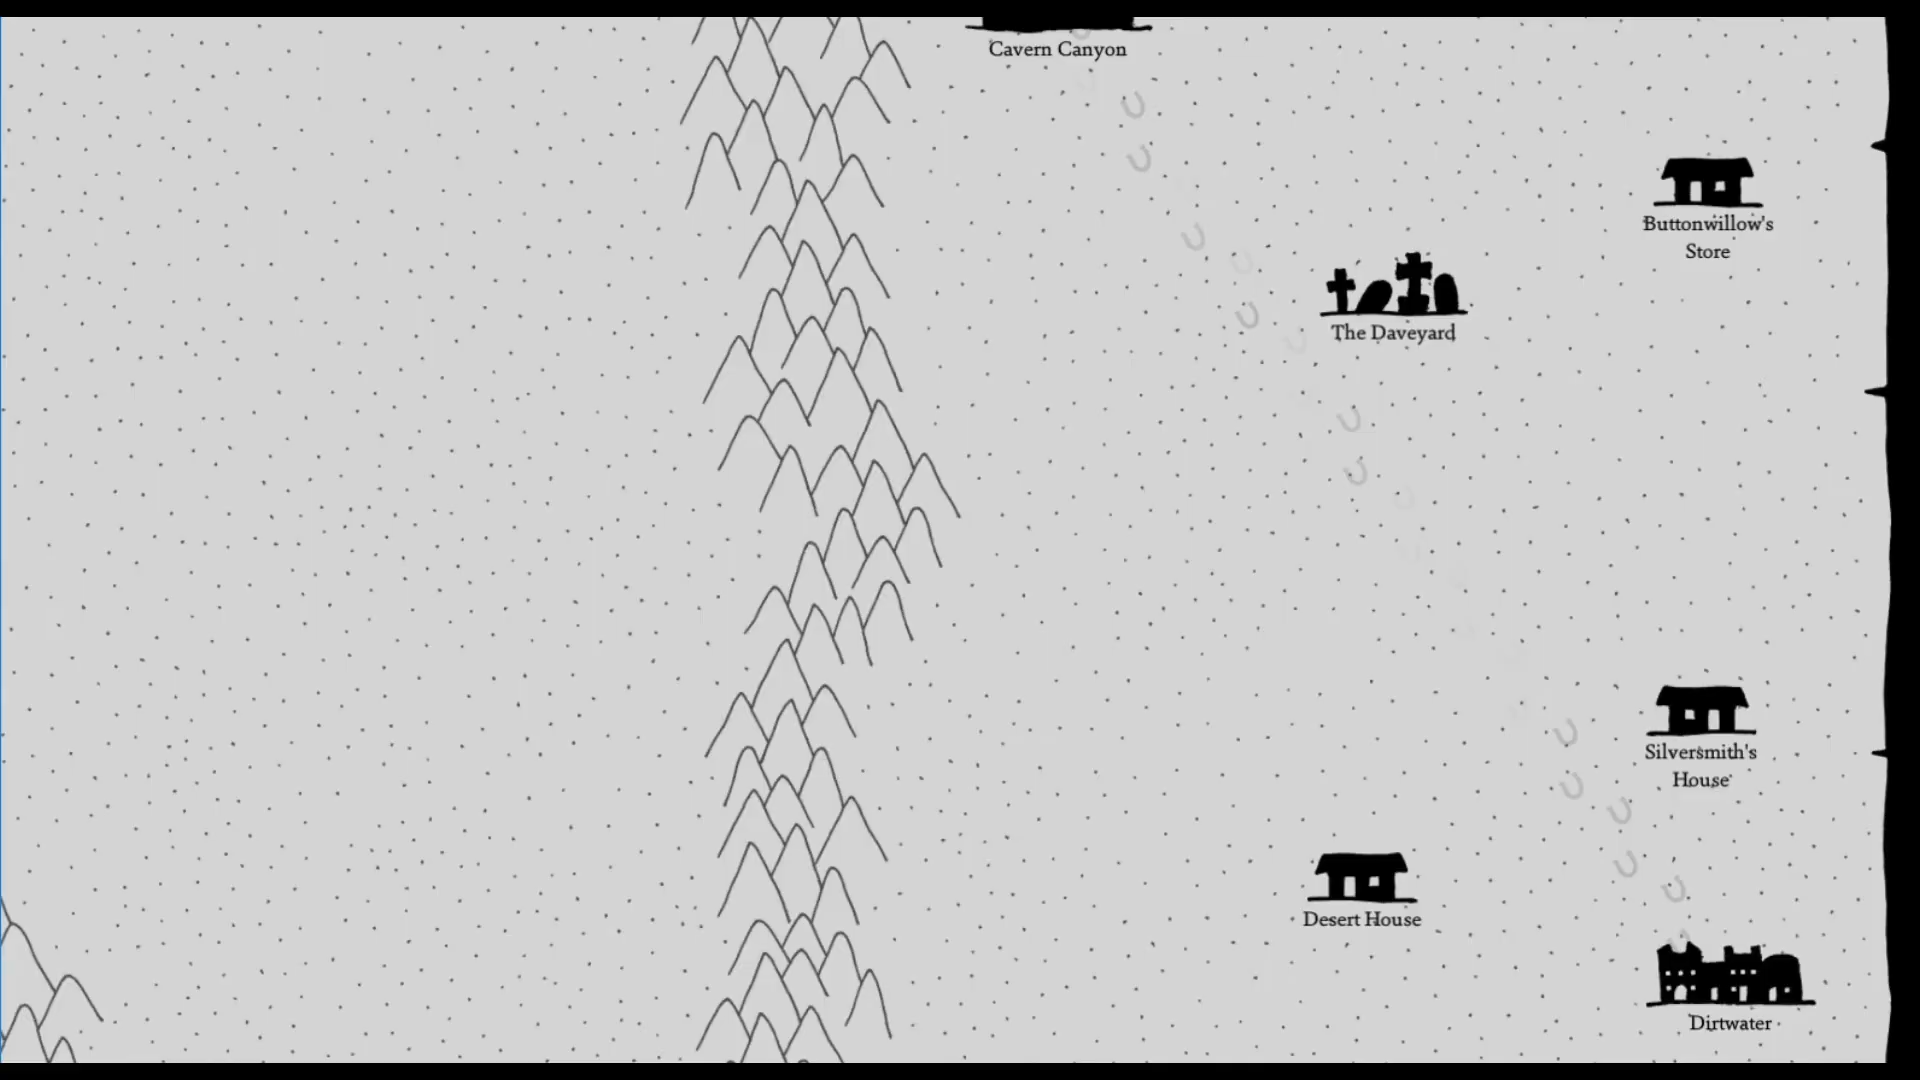 Cavern Canyon
Buttonwillow's
Store
The Daveyard
Silversmith's
House
Desert House
Dirtwater